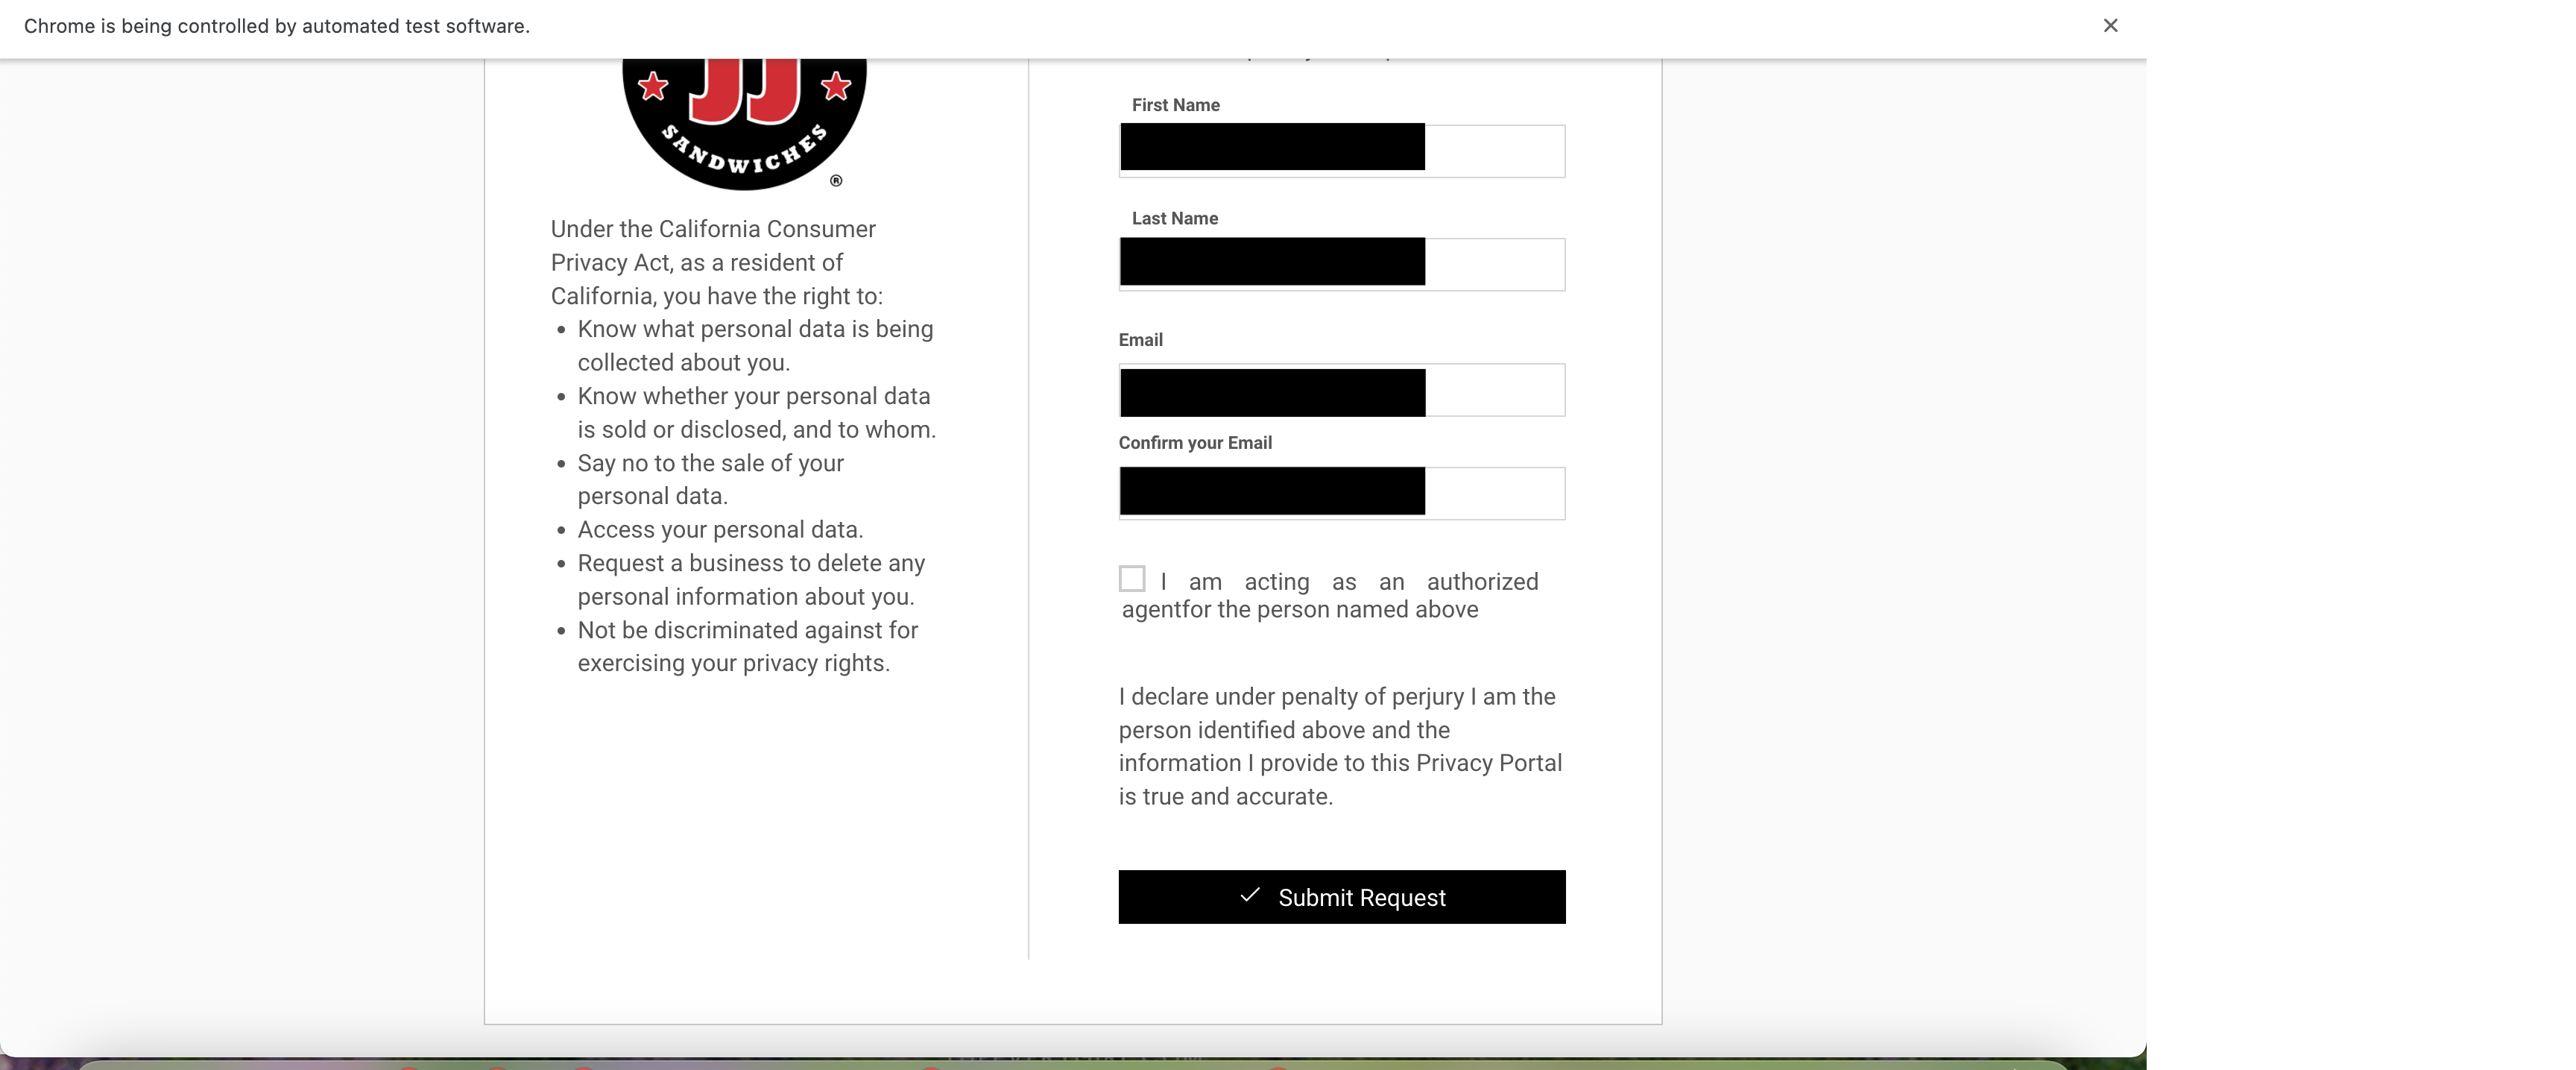 Chrome is being controlled by automated test software.
JJ
SANDWICHES
®
Under the California Consumer
Privacy Act, as a resident of
California, you have the right to:
• Know what personal data is being
collected about you.
• Know whether your personal data
is sold or disclosed, and to whom.
• Say no to the sale of your
personal data.
• Access your personal data.
• Request a business to delete any
personal information about you.
• Not be discriminated against for
exercising your privacy rights.
First Name
Last Name
Email
Confirm your Email
I am acting as an authorized
agentfor the person named above
I declare under penalty of perjury I am the
person identified above and the
information I provide to this Privacy Portal
is true and accurate.
Submit Request